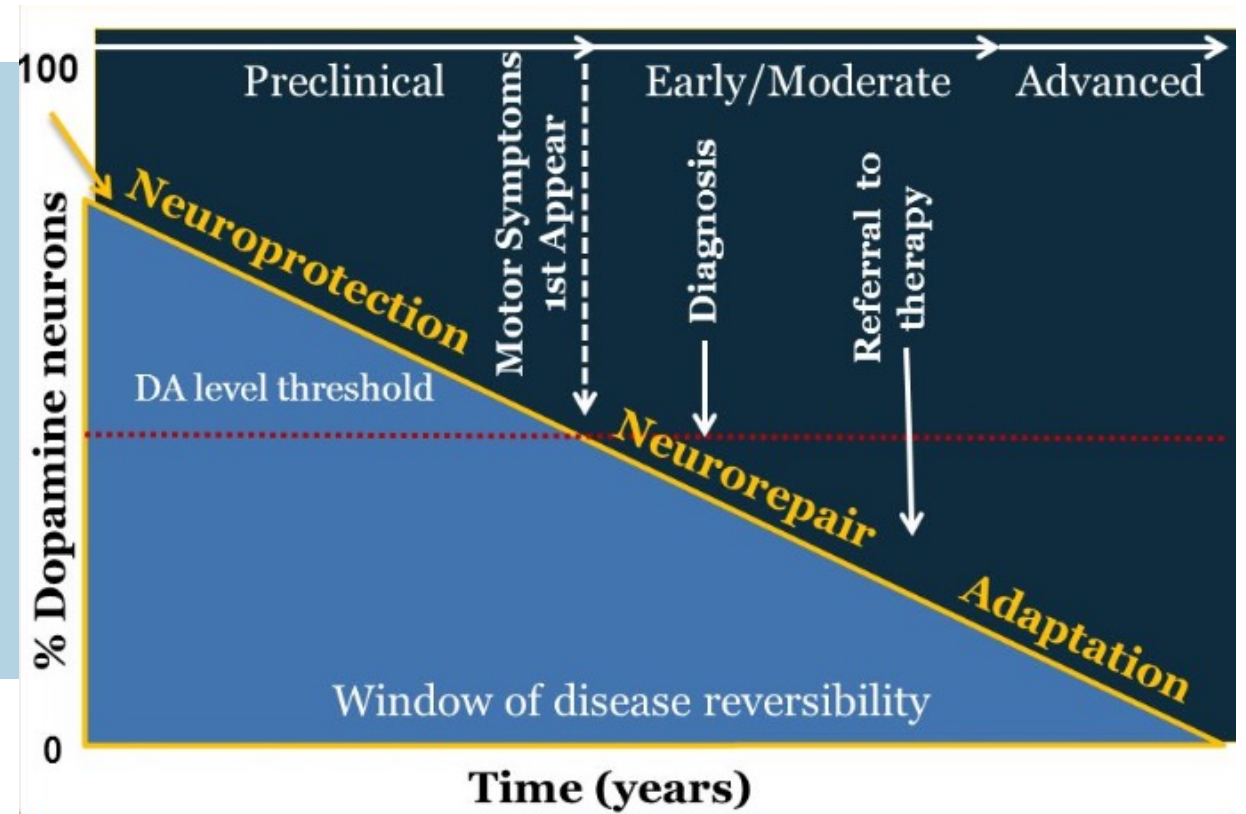 100
Preclinical
Early/Moderate
Advanced
Motor Symptoms
1st Appear
Diagnosis
Referral to
therapy
Neuroprotection
DA level threshold
Neurorepair
Adaptation
Window of disease reversibility
% Dopamine neurons
0
Time (years)